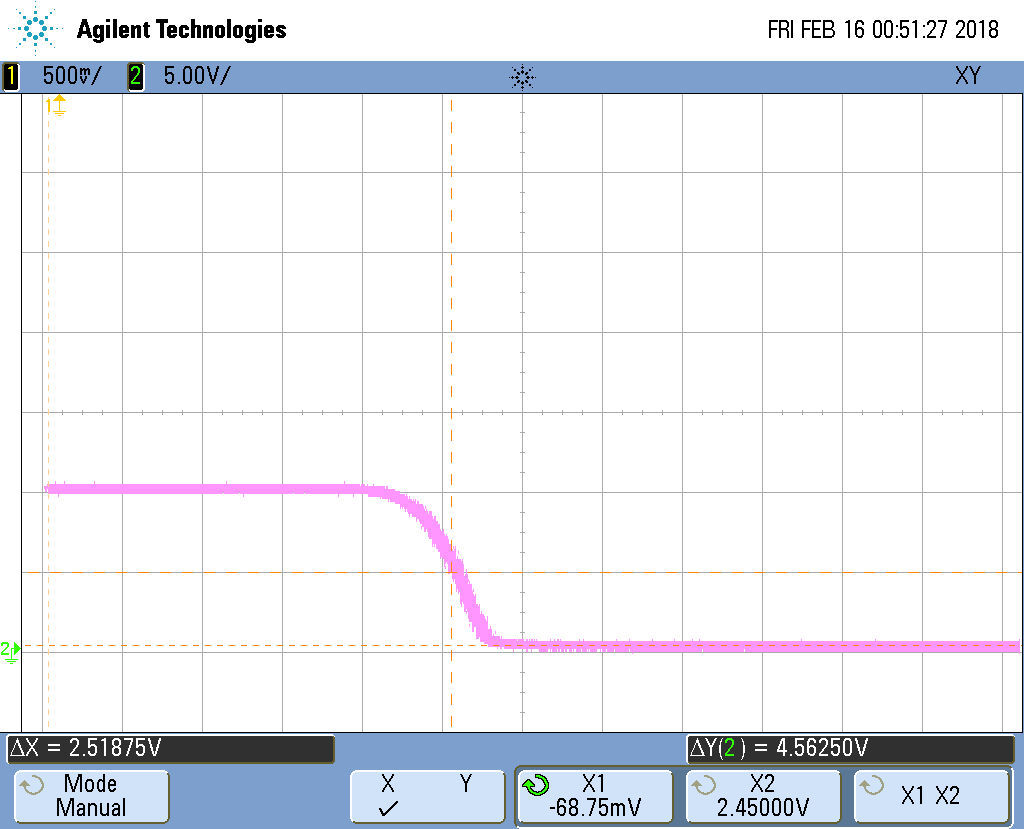 Agilent Technologies
FRI FEB 16 00:51:27 2018
1 500mV/ 2 5.00V/ XY
1
2
ΔX = 2.51875V
ΔY(2) = 4.56250V
Mode
Manual
X Y
X1
-68.75mV
X2
2.45000V
X1 X2